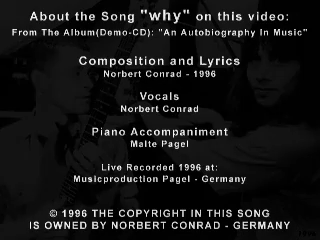 About the Song "why" on this video:
From The Album(Demo-CD): "An Autobiography In Music"
Composition and Lyrics
Norbert Conrad - 1996
Vocals
Norbert Conrad
Piano Accompaniment
Malte Pagel
Live Recorded 1996 at:
Musicproduction Pagel - Germany
© 1996 THE COPYRIGHT IN THIS SONG
IS OWNED BY NORBERT CONRAD - GERMANY